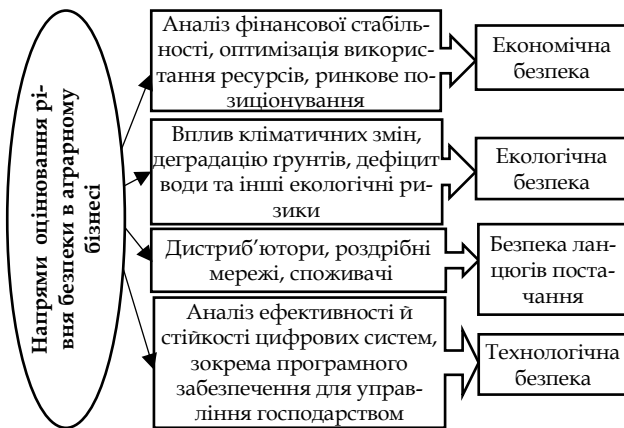 Напрями оцінювання рі-
вня безпеки в аграрному
бізнесі
Аналіз фінансової стабіль-
ності, оптимізація викорис-
тання ресурсів, ринкове по-
зиціонування
Економічна
безпека
Вплив кліматичних змін,
деградацію ґрунтів, дефіцит
води та інші екологічні ри-
зики
Екологічна
безпека
Дистриб’ютори, роздрібні
мережі, споживачі
Безпека лан-
цюгів поста-
чання
Аналіз ефективності й
стійкості цифрових систем,
зокрема програмного
забезпечення для управ-
ління господарством
Технологічна
безпека